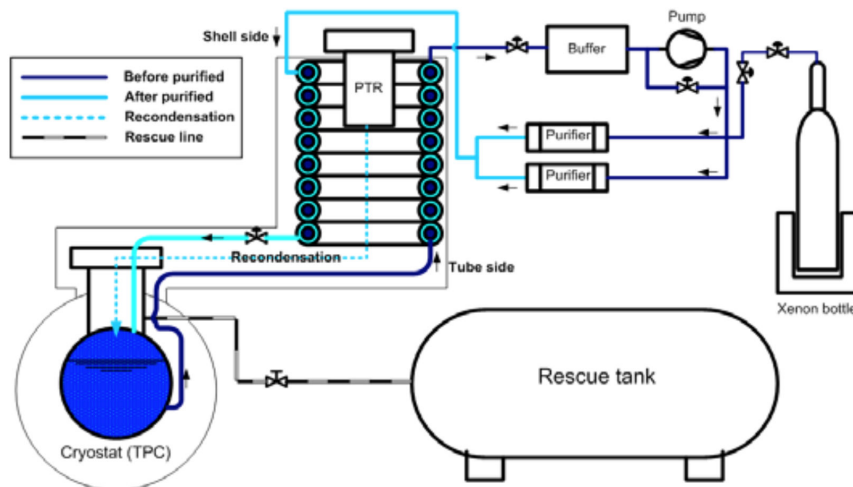 Shell side
Pump
Before purified
After purified
Recondensation
Rescue line
PTR
Buffer
Purifier
Purifier
Recondensation
Tube side
Xenon bottle
Rescue tank
Cryostat (TPC)